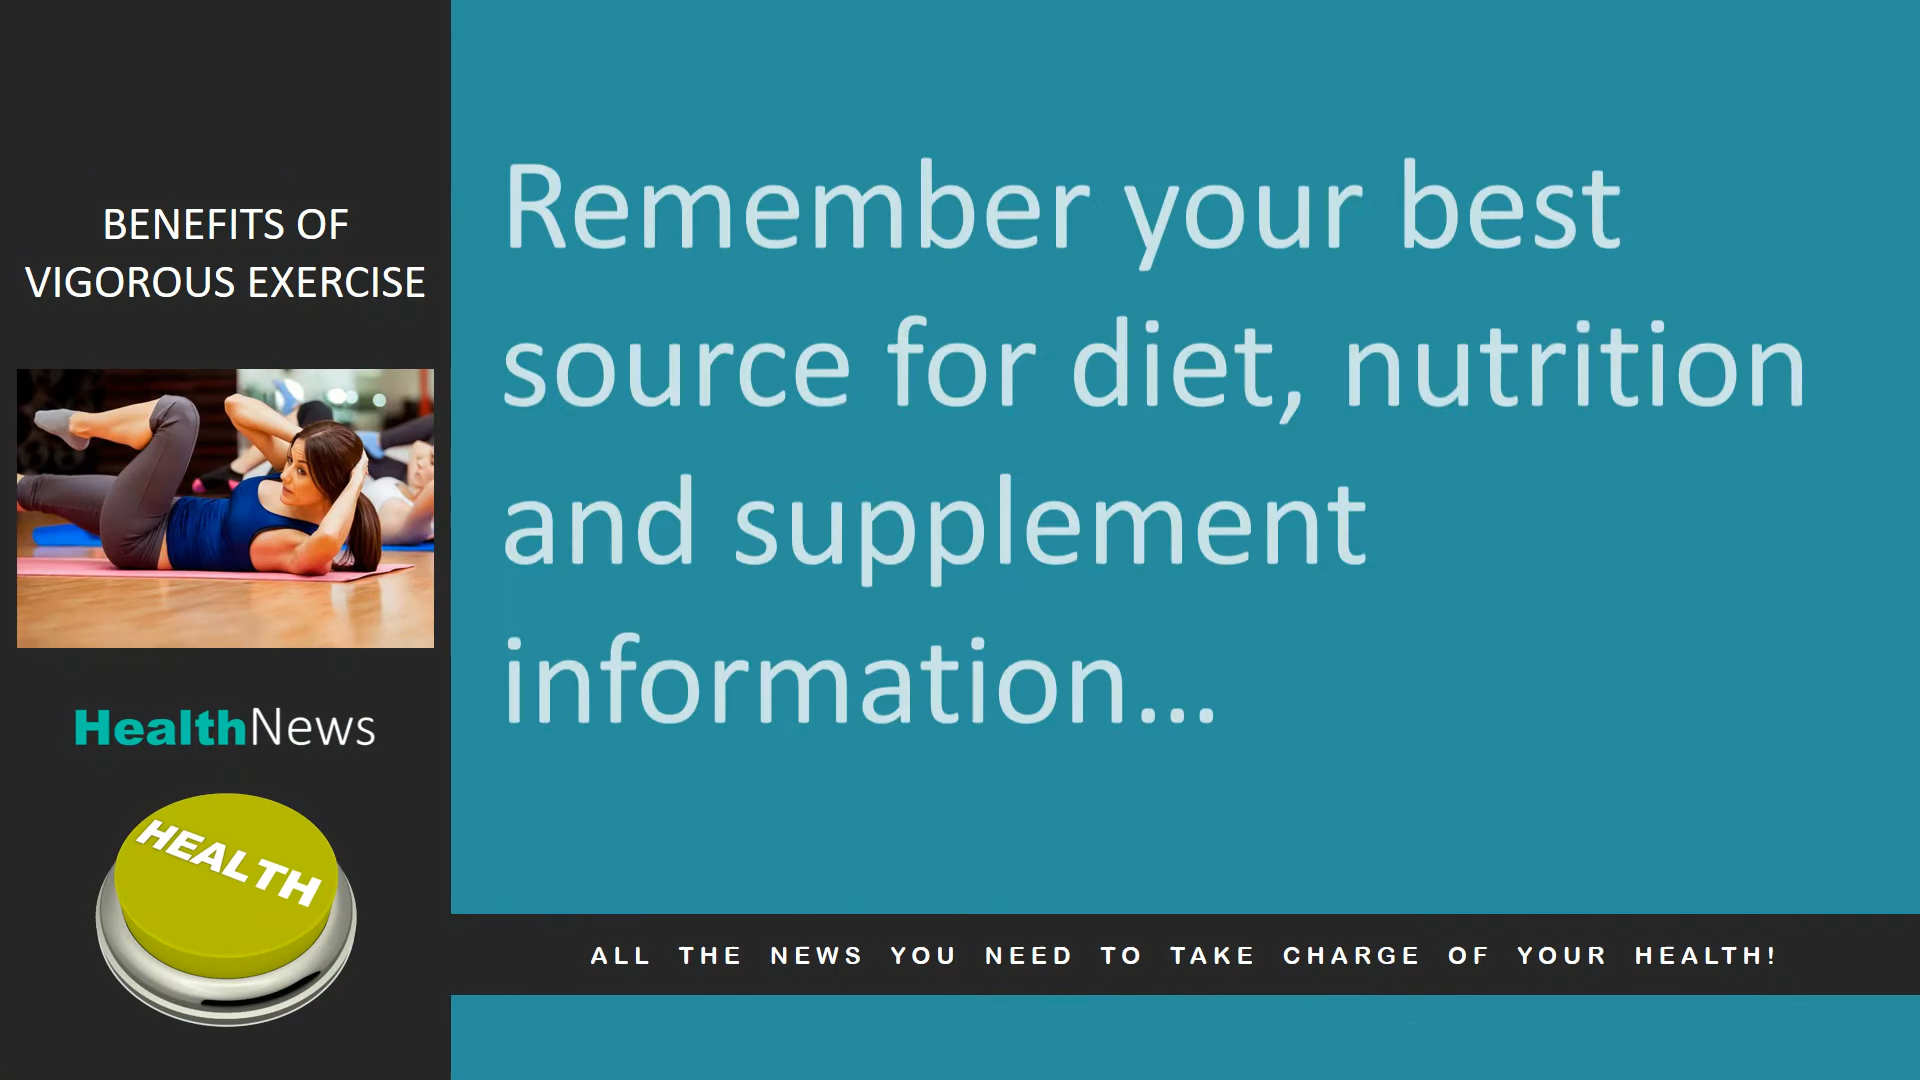 BENEFITS OF
VIGOROUS EXERCISE
HealthNews
HEALTH
Remember your best
source for diet, nutrition
and supplement
information...
ALL THE NEWS YOU NEED TO TAKE CHARGE OF YOUR HEALTH!